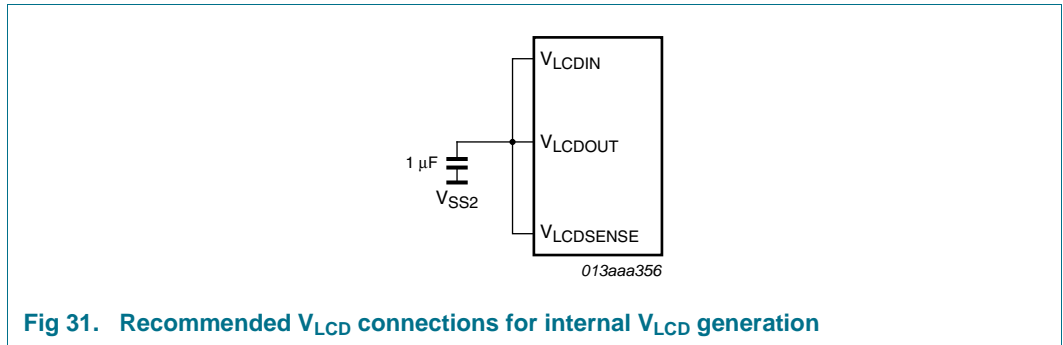 VLCDIN
VLCDOUT
1 μF
VSS2
VLCDSENSE
013aaa356
Fig 31. Recommended VLCD connections for internal VLCD generation